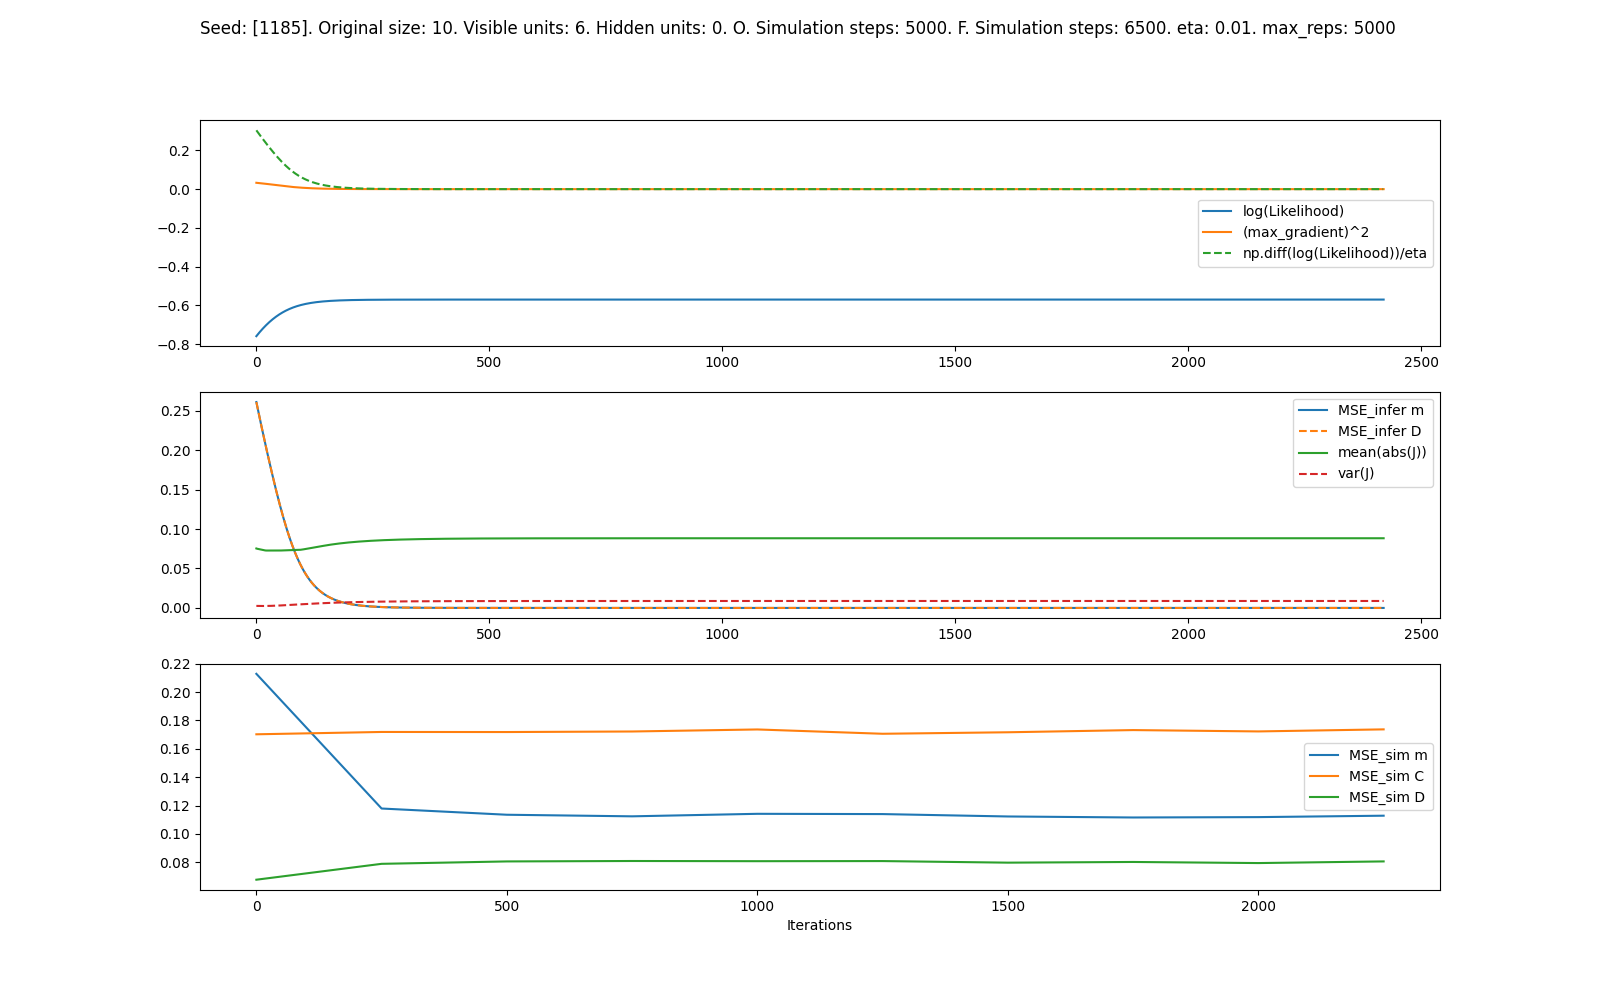 Seed: [1185]. Original size: 10. Visible units: 6. Hidden units: 0. O. Simulation steps: 5000. F. Simulation steps: 6500. eta: 0.01. max_reps: 5000
0.2
0.0
−0.2
−0.4
−0.6
−0.8
log(Likelihood)
(max_gradient)^2
np.diff(log(Likelihood))/eta
0 500 1000 1500 2000 2500
0.25
0.20
0.15
0.10
0.05
0.00
MSE_infer m
MSE_infer D
mean(abs(J))
var(J)
0 500 1000 1500 2000 2500
0.22
0.20
0.18
0.16
0.14
0.12
0.10
0.08
MSE_sim m
MSE_sim C
MSE_sim D
0 500 1000 1500 2000
Iterations